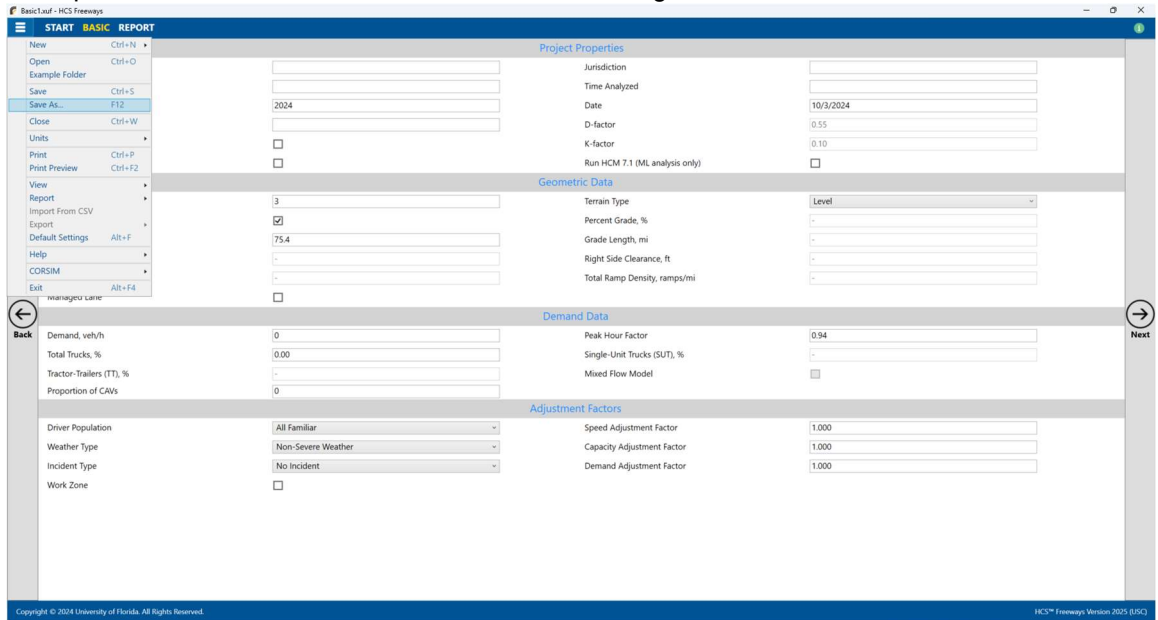 Basic1.xuf - HCS Freeways
START BASIC REPORT
New Ctrl+N
Project Properties
Open Ctrl+O
Jurisdiction
Example Folder
Time Analyzed
Save Ctrl+S
Save As... F12
2024
Date
10/3/2024
Close Ctrl+W
D-factor
0.55
Units
K-factor
0.10
Print Ctrl+P
Print Preview Ctrl+F2
Run HCM 7.1 (ML analysis only)
View
Geometric Data
Report
3
Terrain Type
Level
Import From CSV
Export
Percent Grade, %
-
Default Settings Alt+F
75.4
Grade Length, mi
-
Help
-
Right Side Clearance, ft
-
CORSIM
-
Total Ramp Density, ramps/mi
-
Exit Alt+F4
Managed Lane
Demand Data
Back
Next
Demand, veh/h
0
Peak Hour Factor
0.94
Total Trucks, %
0.00
Single-Unit Trucks (SUT), %
-
Tractor-Trailers (TT), %
-
Mixed Flow Model
Proportion of CAVs
0
Adjustment Factors
Driver Population
All Familiar
Speed Adjustment Factor
1.000
Weather Type
Non-Severe Weather
Capacity Adjustment Factor
1.000
Incident Type
No Incident
Demand Adjustment Factor
1.000
Work Zone
Copyright © 2024 University of Florida. All Rights Reserved.
HCS™ Freeways Version 2025 (USC)